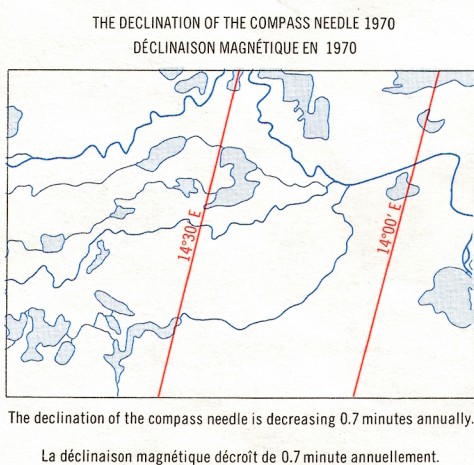 THE DECLINATION OF THE COMPASS NEEDLE 1970
DÉCLINAISON MAGNÉTIQUE EN 1970
14°30' E
14°00' E
The declination of the compass needle is decreasing 0.7 minutes annually.
La déclinaison magnétique décroît de 0.7 minute annuellement.